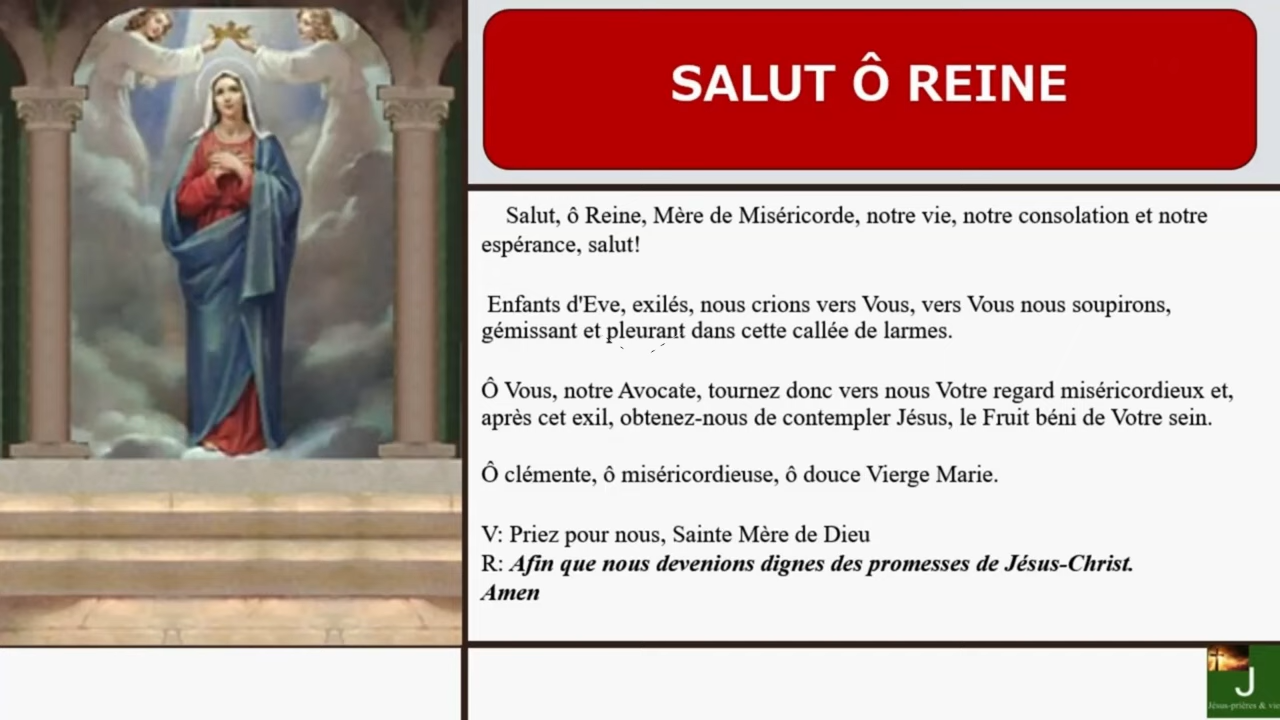 SALUT Ô REINE
Salut, ô Reine, Mère de Miséricorde, notre vie, notre consolation et notre
espérance, salut!
Enfants d'Eve, exilés, nous crions vers Vous, vers Vous nous soupirons,
gémissant et pleurant dans cette callée de larmes.
Ô Vous, notre Avocate, tournez donc vers nous Votre regard miséricordieux et,
après cet exil, obtenez-nous de contempler Jésus, le Fruit béni de Votre sein.
Ô clémente, ô miséricordieuse, ô douce Vierge Marie.
V: Priez pour nous, Sainte Mère de Dieu
R: Afin que nous devenions dignes des promesses de Jésus-Christ.
Amen
J
Jésus-prières & vie